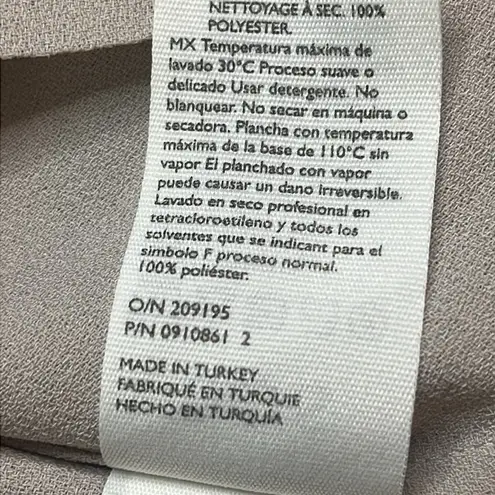 NETTOYAGE À SEC. 100%
POLYESTER.
MX Temperatura máxima de
lavado 30°C Proceso suave o
delicado Usar detergente. No
blanquear. No secar en máquina o
secadora. Plancha con temperatura
máxima de la base de 110°C sin
vapor El planchado con vapor
puede causar un dano irreversible.
Lavado en seco profesional en
tetracloroetileno y todos los
solventes que se indicant para el
simbolo F proceso normal.
100% poliéster.
O/N 209195
P/N 0910861 2
MADE IN TURKEY
FABRIQUÉ EN TURQUIE
HECHO EN TURQUÍA